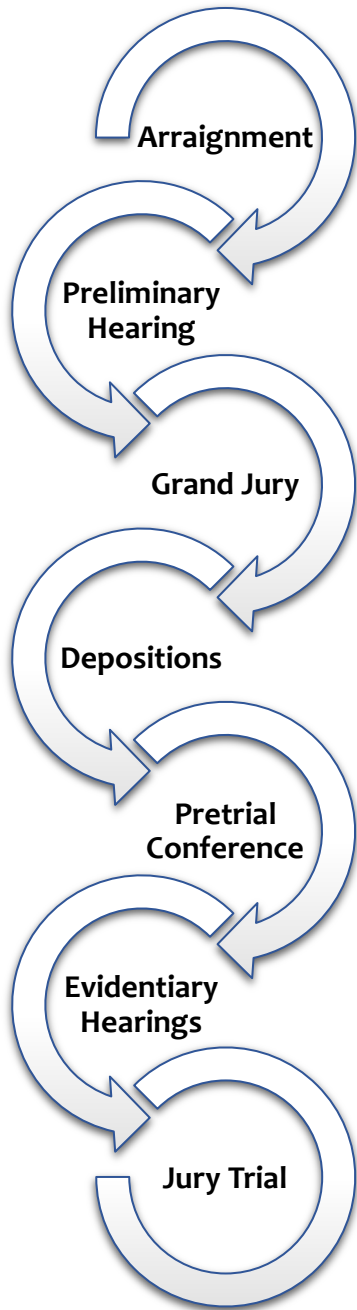 Arraignment
Preliminary
Hearing
Grand Jury
Depositions
Pretrial
Conference
Evidentiary
Hearings
Jury Trial